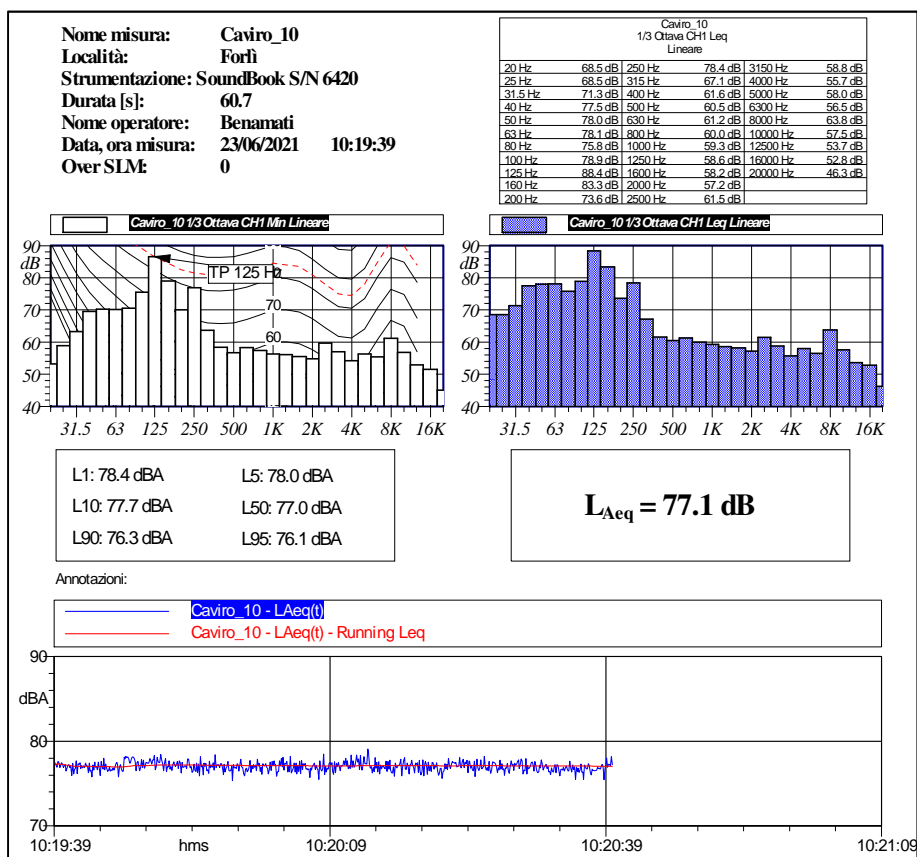 Nome misura: Caviro_10
Località: Forlì
Strumentazione: SoundBook S/N 6420
Durata [s]: 60.7
Nome operatore: Benamati
Data, ora misura: 23/06/2021 10:19:39
Over SLM: 0
Caviro_10
1/3 Ottava CH1 Leq
Lineare
20 Hz 68.5 dB 250 Hz 78.4 dB 3150 Hz 58.8 dB
25 Hz 68.5 dB 315 Hz 67.1 dB 4000 Hz 55.7 dB
31.5 Hz 71.3 dB 400 Hz 61.6 dB 5000 Hz 58.0 dB
40 Hz 77.5 dB 500 Hz 60.5 dB 6300 Hz 56.5 dB
50 Hz 78.0 dB 630 Hz 61.2 dB 8000 Hz 63.8 dB
63 Hz 78.1 dB 800 Hz 60.0 dB 10000 Hz 57.5 dB
80 Hz 75.8 dB 1000 Hz 59.3 dB 12500 Hz 53.7 dB
100 Hz 78.9 dB 1250 Hz 58.6 dB 16000 Hz 52.8 dB
125 Hz 88.4 dB 1600 Hz 58.2 dB 20000 Hz 46.3 dB
160 Hz 83.3 dB 2000 Hz 57.2 dB
200 Hz 73.6 dB 2500 Hz 61.5 dB
Caviro_10 1/3 Ottava CH1 Min Lineare
90
dB
80
70
60
50
40
TP 125 Hz
70
60
31.5 63 125 250 500 1K 2K 4K 8K 16K
Caviro_10 1/3 Ottava CH1 Leq Lineare
90
dB
80
70
60
50
40
31.5 63 125 250 500 1K 2K 4K 8K 16K
L1: 78.4 dBA L5: 78.0 dBA
L10: 77.7 dBA L50: 77.0 dBA
L90: 76.3 dBA L95: 76.1 dBA
LAeq = 77.1 dB
Annotazioni:
Caviro_10 - LAeq(t)
Caviro_10 - LAeq(t) - Running Leq
90
dBA
80
70
10:19:39 hms 10:20:09 10:20:39 10:21:09